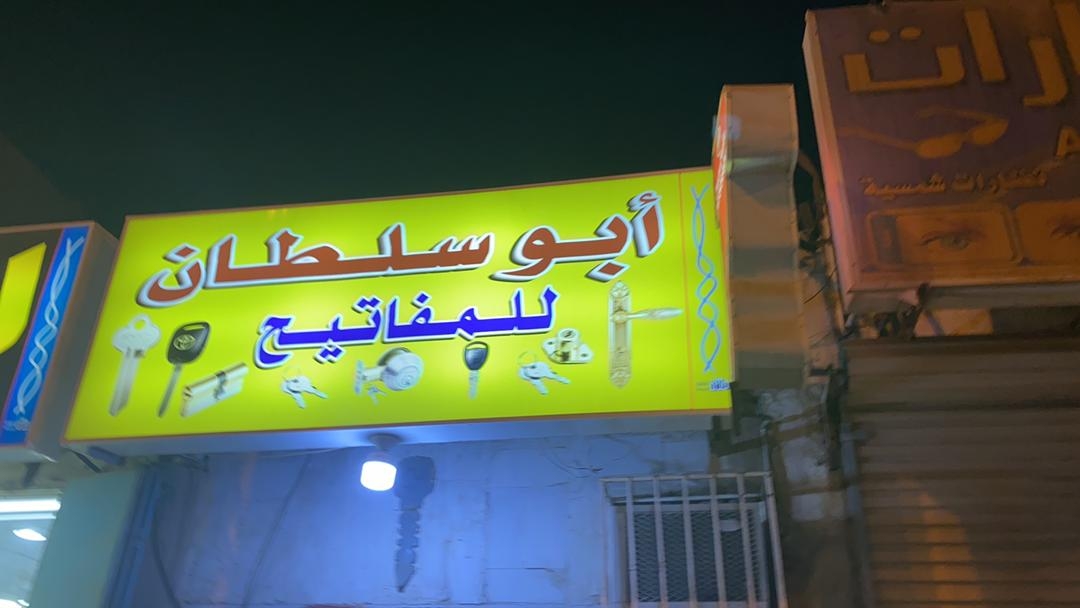 أبو سلطان
للمفاتيح
نظارات شمسية